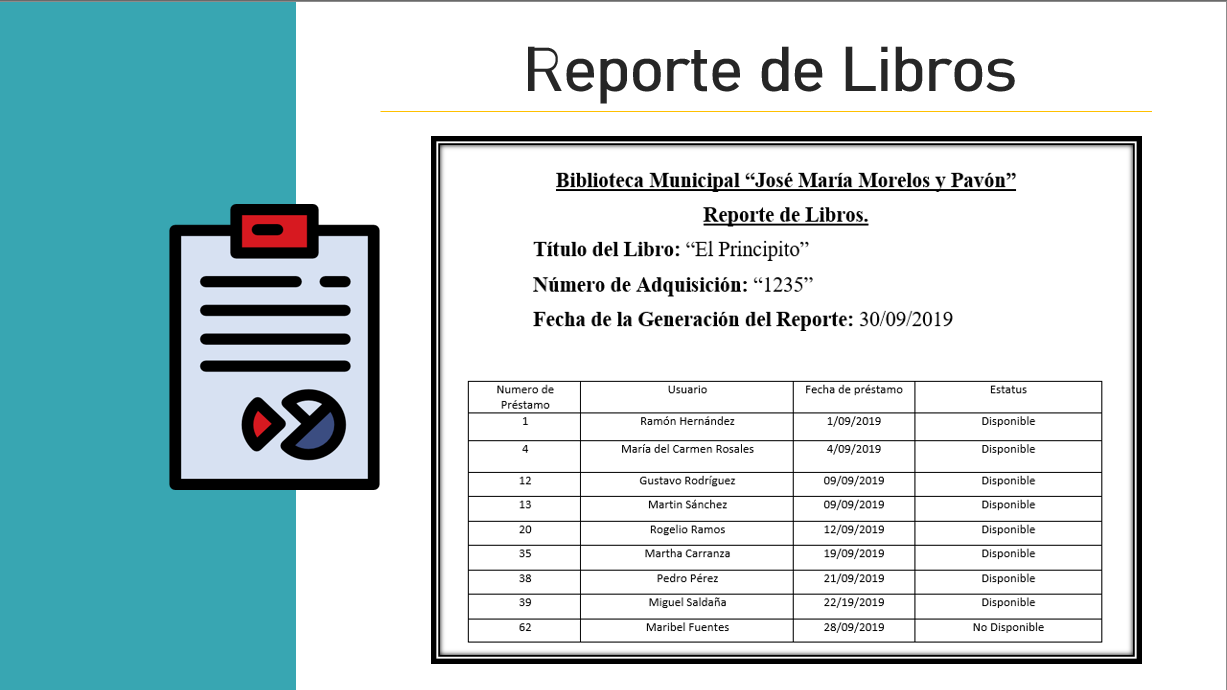 Reporte de Libros
Biblioteca Municipal “José María Morelos y Pavón”
Reporte de Libros.
Título del Libro: “El Principito”
Número de Adquisición: “1235”
Fecha de la Generación del Reporte: 30/09/2019
Numero de Préstamo Usuario Fecha de préstamo Estatus
1 Ramón Hernández 1/09/2019 Disponible
4 María del Carmen Rosales 4/09/2019 Disponible
12 Gustavo Rodríguez 09/09/2019 Disponible
13 Martin Sánchez 09/09/2019 Disponible
20 Rogelio Ramos 12/09/2019 Disponible
35 Martha Carranza 19/09/2019 Disponible
38 Pedro Pérez 21/09/2019 Disponible
39 Miguel Saldaña 22/19/2019 Disponible
62 Maribel Fuentes 28/09/2019 No Disponible